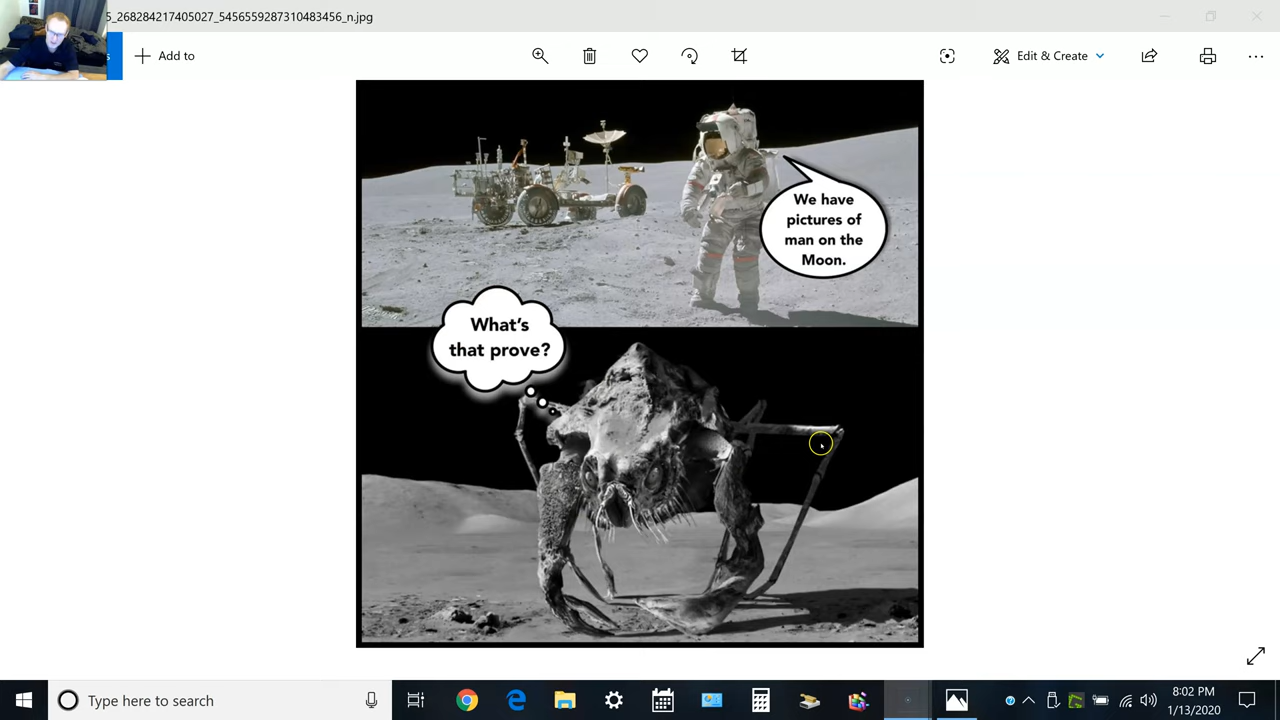 5_268284217405027_5456559287310483456_n.jpg
Add to
Edit & Create
We have
pictures of
man on the
Moon.
What's
that prove?
Type here to search
8:02 PM
1/13/2020